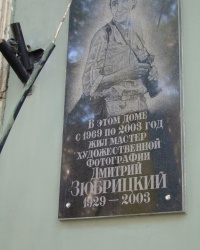 В ЭТОМ ДОМЕ
С 1969 ПО 2003 ГОД
ЖИЛ МАСТЕР
ХУДОЖЕСТВЕННОЙ
ФОТОГРАФИИ
ДМИТРИЙ
ЗЮБРИЦКИЙ
1929 – 2003